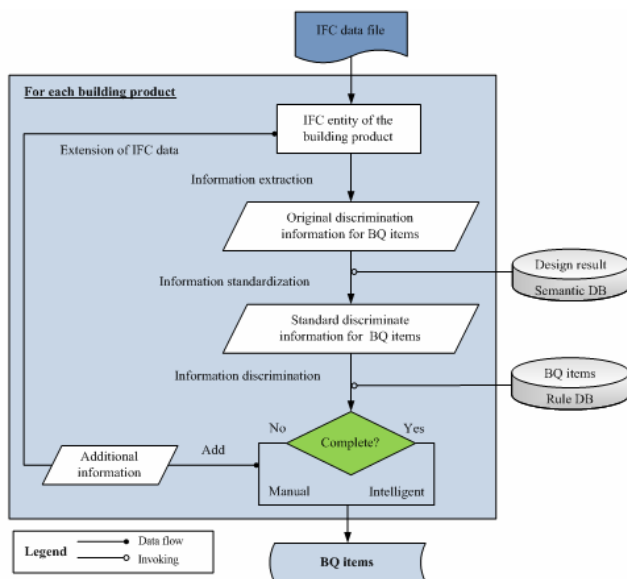 IFC data file
For each building product
IFC entity of the
building product
Extension of IFC data
Information extraction
Original discrimination
information for BQ items
Design result
Semantic DB
Information standardization
Standard discriminate
information for BQ items
Information discrimination
BQ items
Rule DB
No
Yes
Complete?
Additional
information
Add
Manual
Intelligent
Legend
Data flow
Invoking
BQ items